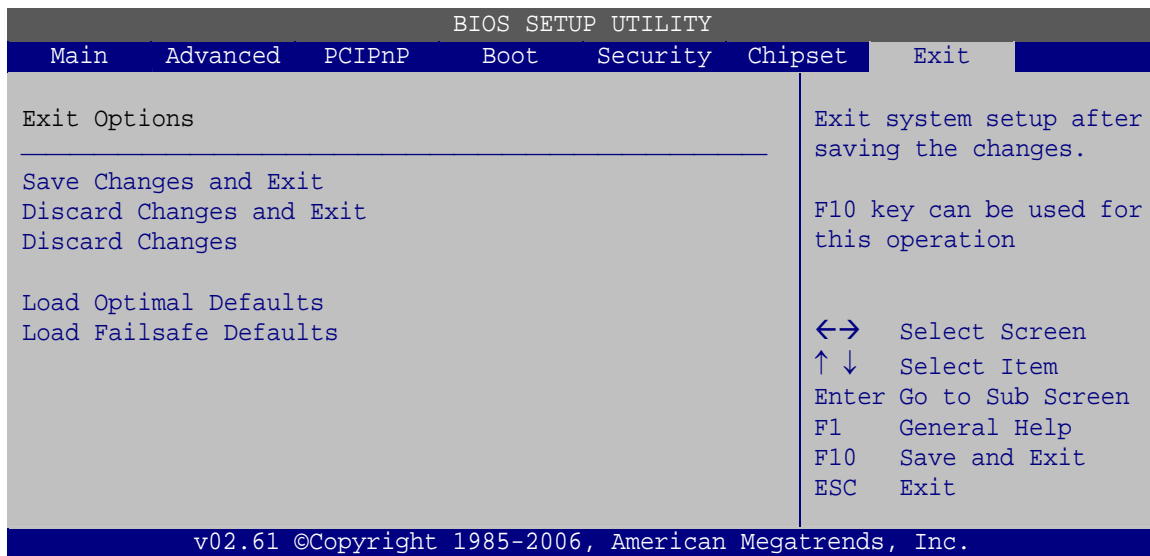 BIOS SETUP UTILITY
Main Advanced PCIPnP Boot Security Chipset Exit
Exit Options
Save Changes and Exit
Discard Changes and Exit
Discard Changes
Load Optimal Defaults
Load Failsafe Defaults
Exit system setup after
saving the changes.
F10 key can be used for
this operation
←→ Select Screen
↑ ↓ Select Item
Enter Go to Sub Screen
F1 General Help
F10 Save and Exit
ESC Exit
v02.61 ©Copyright 1985-2006, American Megatrends, Inc.